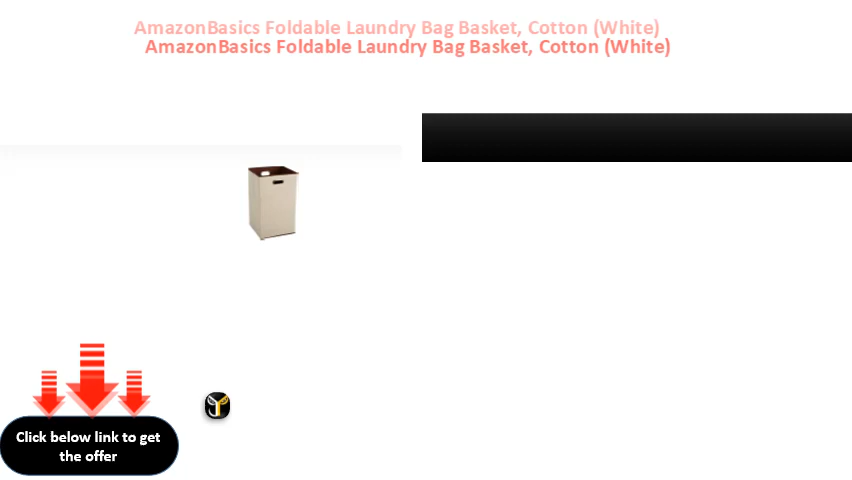 AmazonBasics Foldable Laundry Bag Basket, Cotton (White)
AmazonBasics Foldable Laundry Bag Basket, Cotton (White)
Click below link to get
the offer